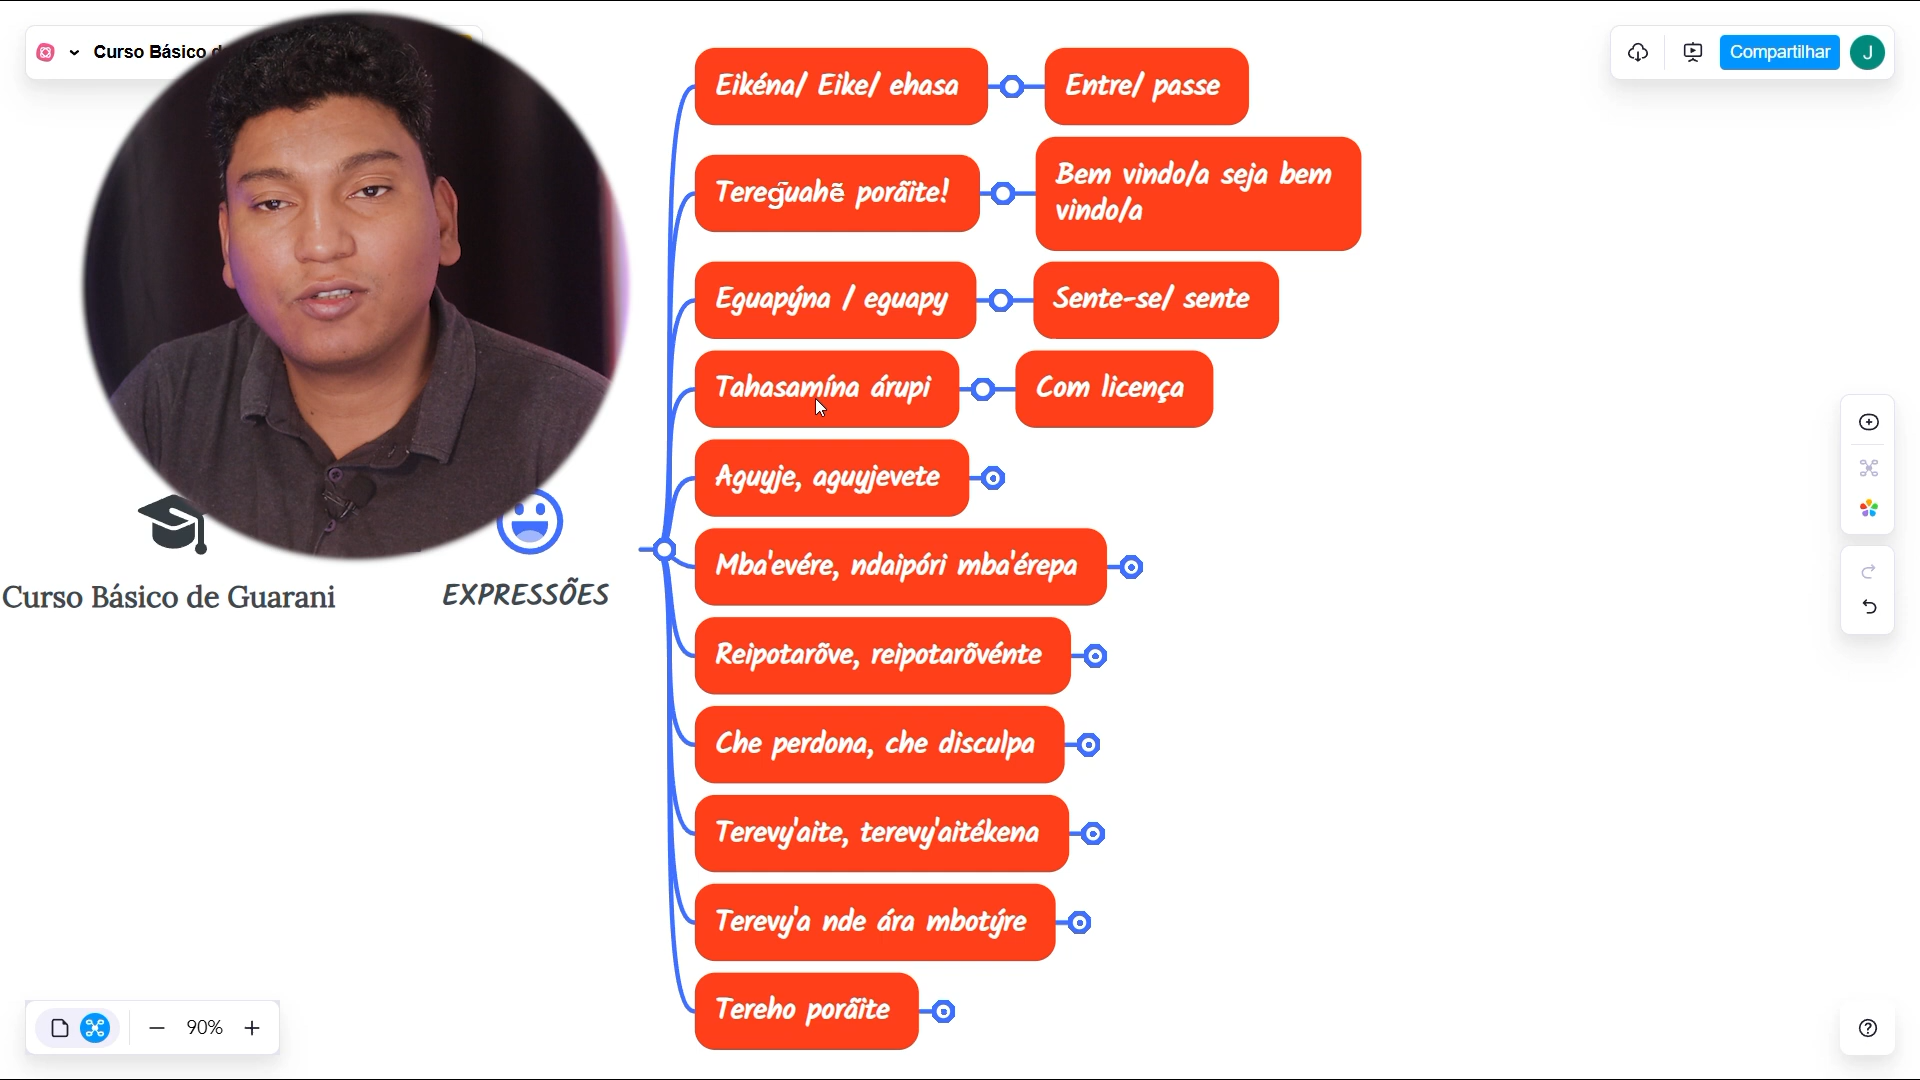 Curso Básico d
Compartilhar
J
Eikéna/ Eike/ ehasa
Entre/ passe
Tereg̃uahẽ porãite!
Bem vindo/a seja bem
vindo/a
Eguapýna / eguapy
Sente-se/ sente
Tahasamína árupi
Com licença
Aguyje, aguyjevete
Mba'evére, ndaipóri mba'érepa
Curso Básico de Guarani
EXPRESSÕES
Reipotarõve, reipotarõvénte
Che perdona, che disculpa
Terevy'aite, terevy'aitékena
Terevy'a nde ára mbotýre
Tereho porãite
90%